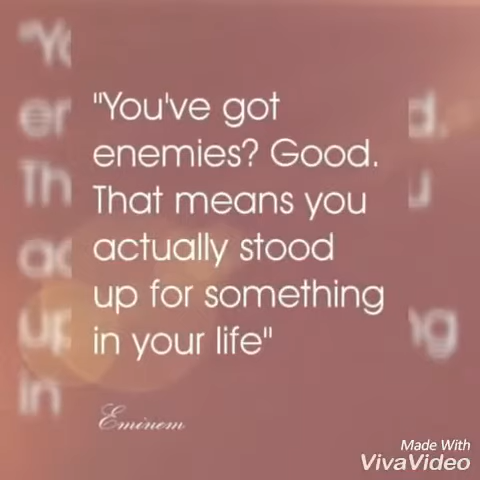 "You've got
enemies? Good.
That means you
actually stood
up for something
in your life"
Eminem
Made With
VivaVideo